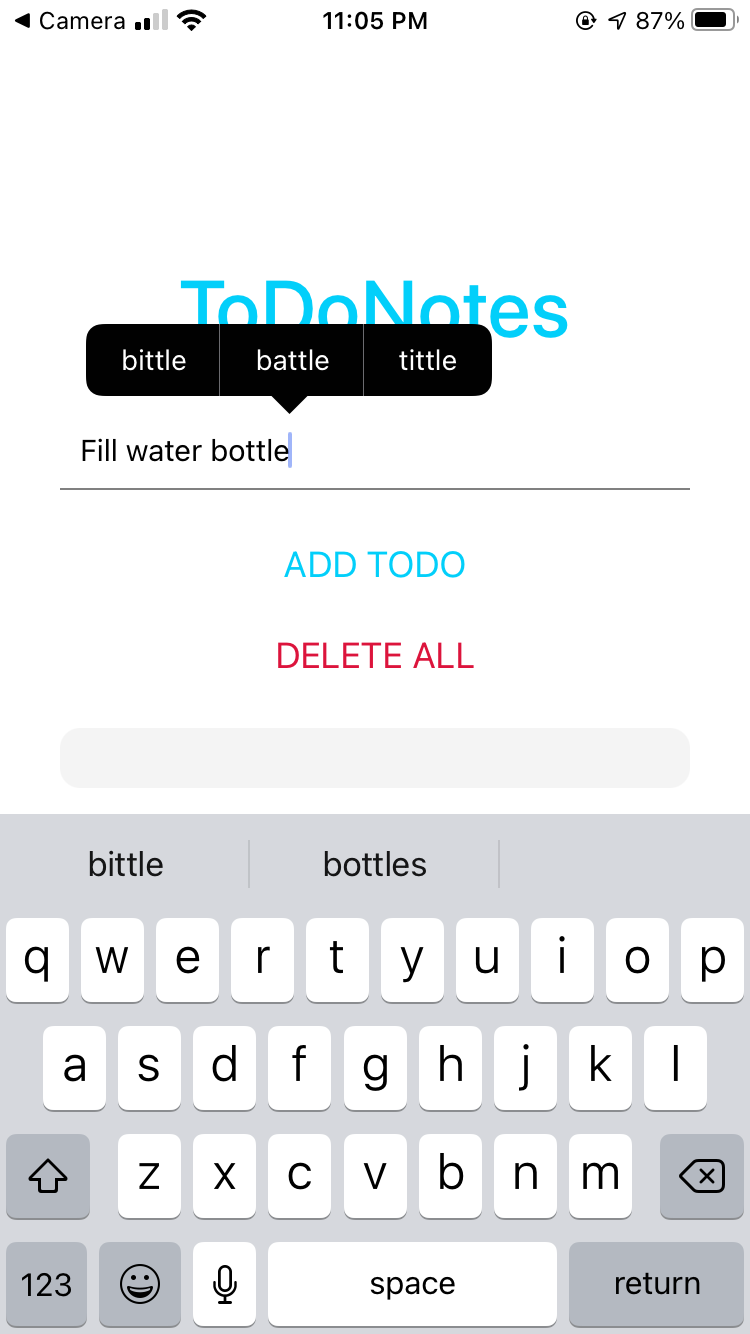 Camera 11:05 PM 87%
ToDoNotes
bittle battle tittle
Fill water bottle
ADD TODO
DELETE ALL
bittle bottles
q w e r t y u i o p
a s d f g h j k l
z x c v b n m
123 space return